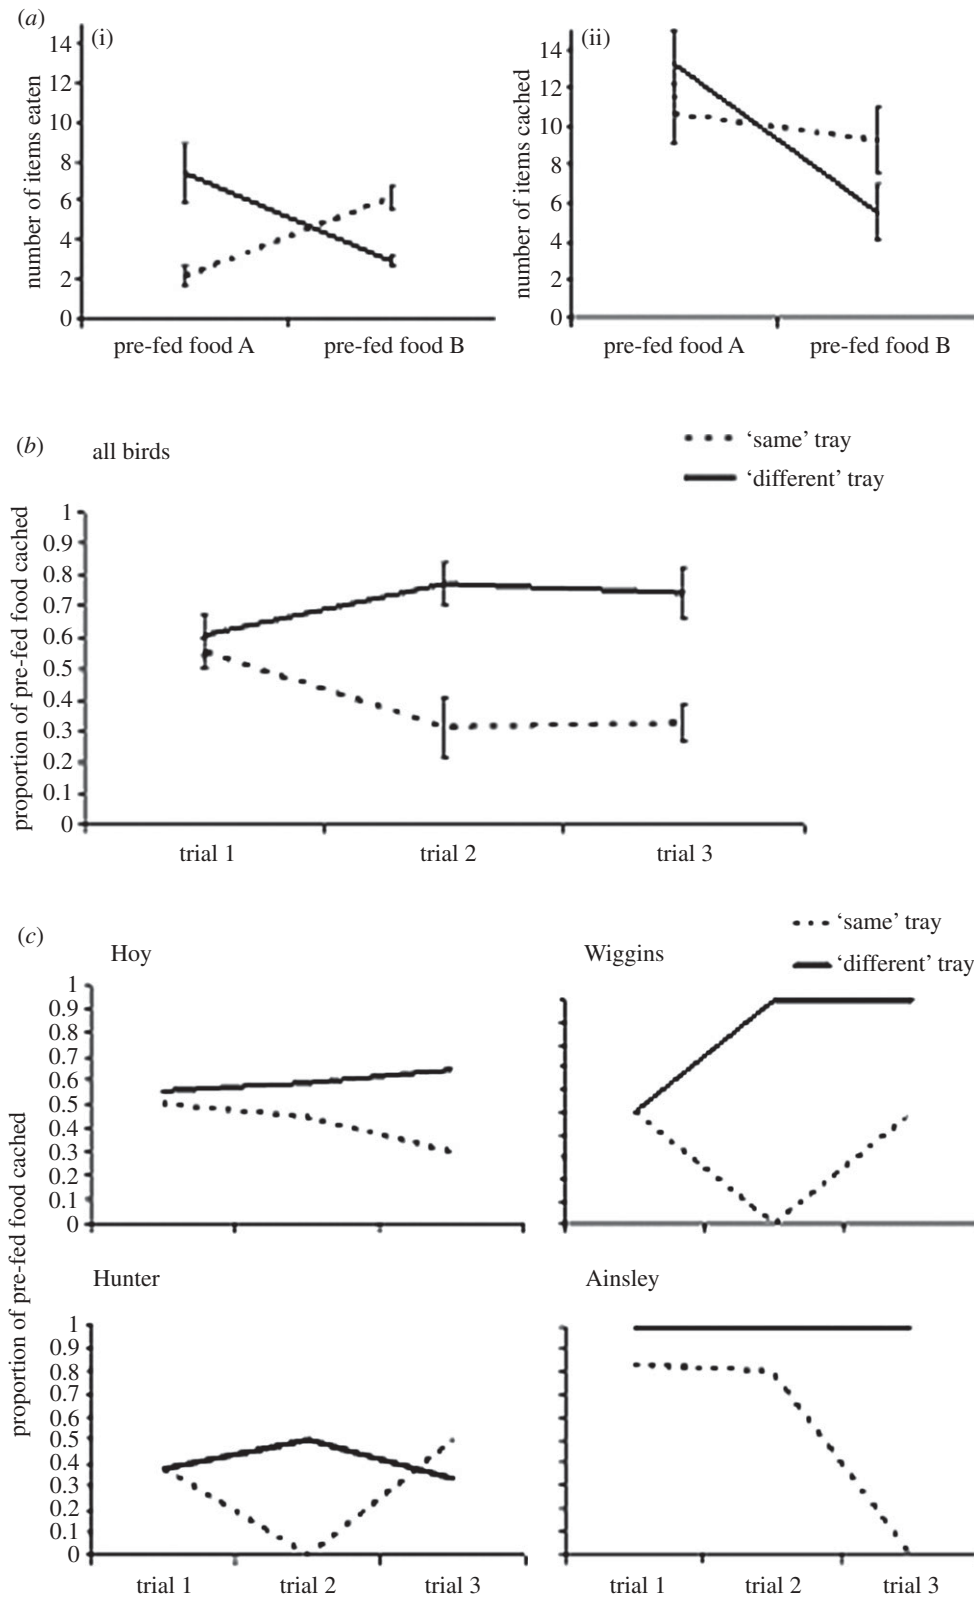 (a)
(i)
number of items eaten
14
12
10
8
6
4
2
0
pre-fed food A pre-fed food B
(ii)
number of items cached
14
12
10
8
6
4
2
0
pre-fed food A pre-fed food B
(b)
all birds
'same' tray
'different' tray
proportion of pre-fed food cached
1
0.9
0.8
0.7
0.6
0.5
0.4
0.3
0.2
0.1
0
trial 1 trial 2 trial 3
(c)
'same' tray
'different' tray
proportion of pre-fed food cached
Hoy
1
0.9
0.8
0.7
0.6
0.5
0.4
0.3
0.2
0.1
0
Wiggins
Hunter
1
0.9
0.8
0.7
0.6
0.5
0.4
0.3
0.2
0.1
0
trial 1 trial 2 trial 3
Ainsley
trial 1 trial 2 trial 3